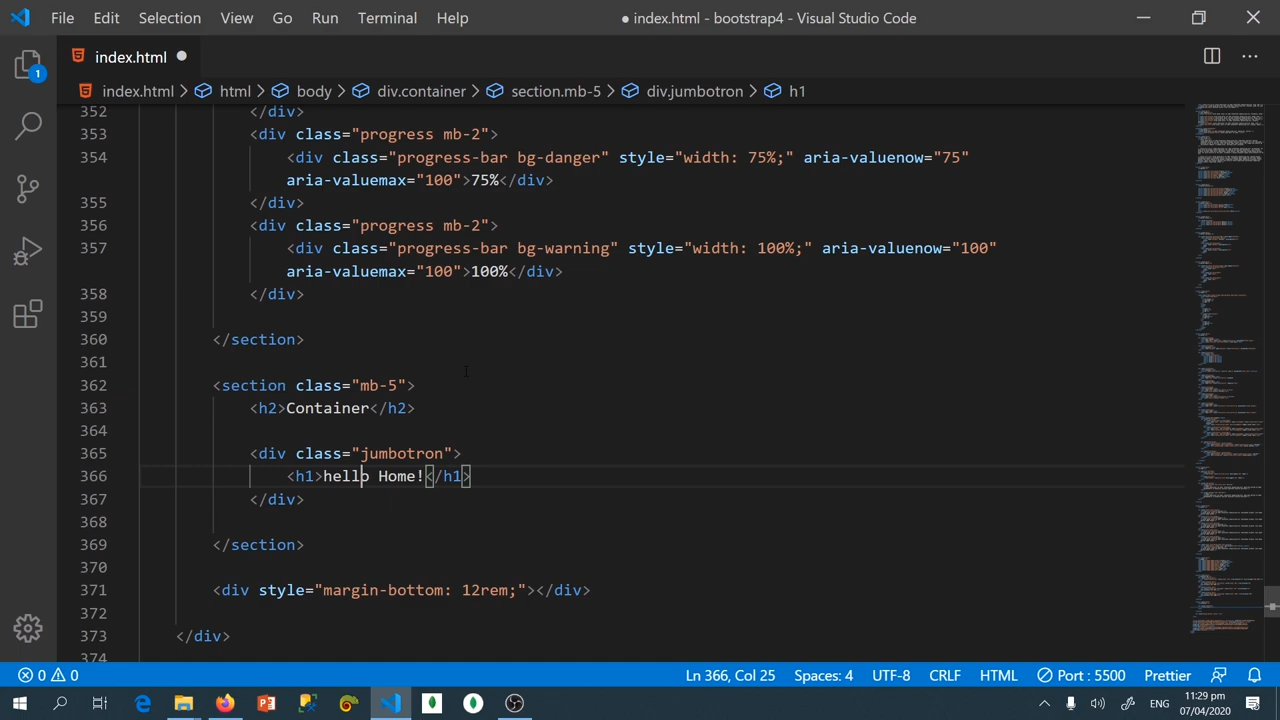 File Edit Selection View Go Run Terminal Help ● index.html - bootstrap4 - Visual Studio Code
index.html
1
index.html > html > body > div.container > section.mb-5 > div.jumbotron > h1
352 </div>
353 <div class="progress mb-2">
354 <div class="progress-bar bg-danger" style="width: 75%;" aria-valuenow="75"
aria-valuemax="100">75%</div>
355 </div>
356 <div class="progress mb-2">
357 <div class="progress-bar bg-warning" style="width: 100%;" aria-valuenow="100"
aria-valuemax="100">100%</div>
358 </div>
359
360 </section>
361
362 <section class="mb-5">
363 <h2>Container</h2>
364
365 <div class="jumbotron">
366 <h1>hello Home!</h1>
367 </div>
368
369 </section>
370
371 <div style="margin-bottom: 12rem;"></div>
372
373 </div>
374
0 0 Ln 366, Col 25 Spaces: 4 UTF-8 CRLF HTML Port : 5500 Prettier
ENG 11:29 pm
07/04/2020